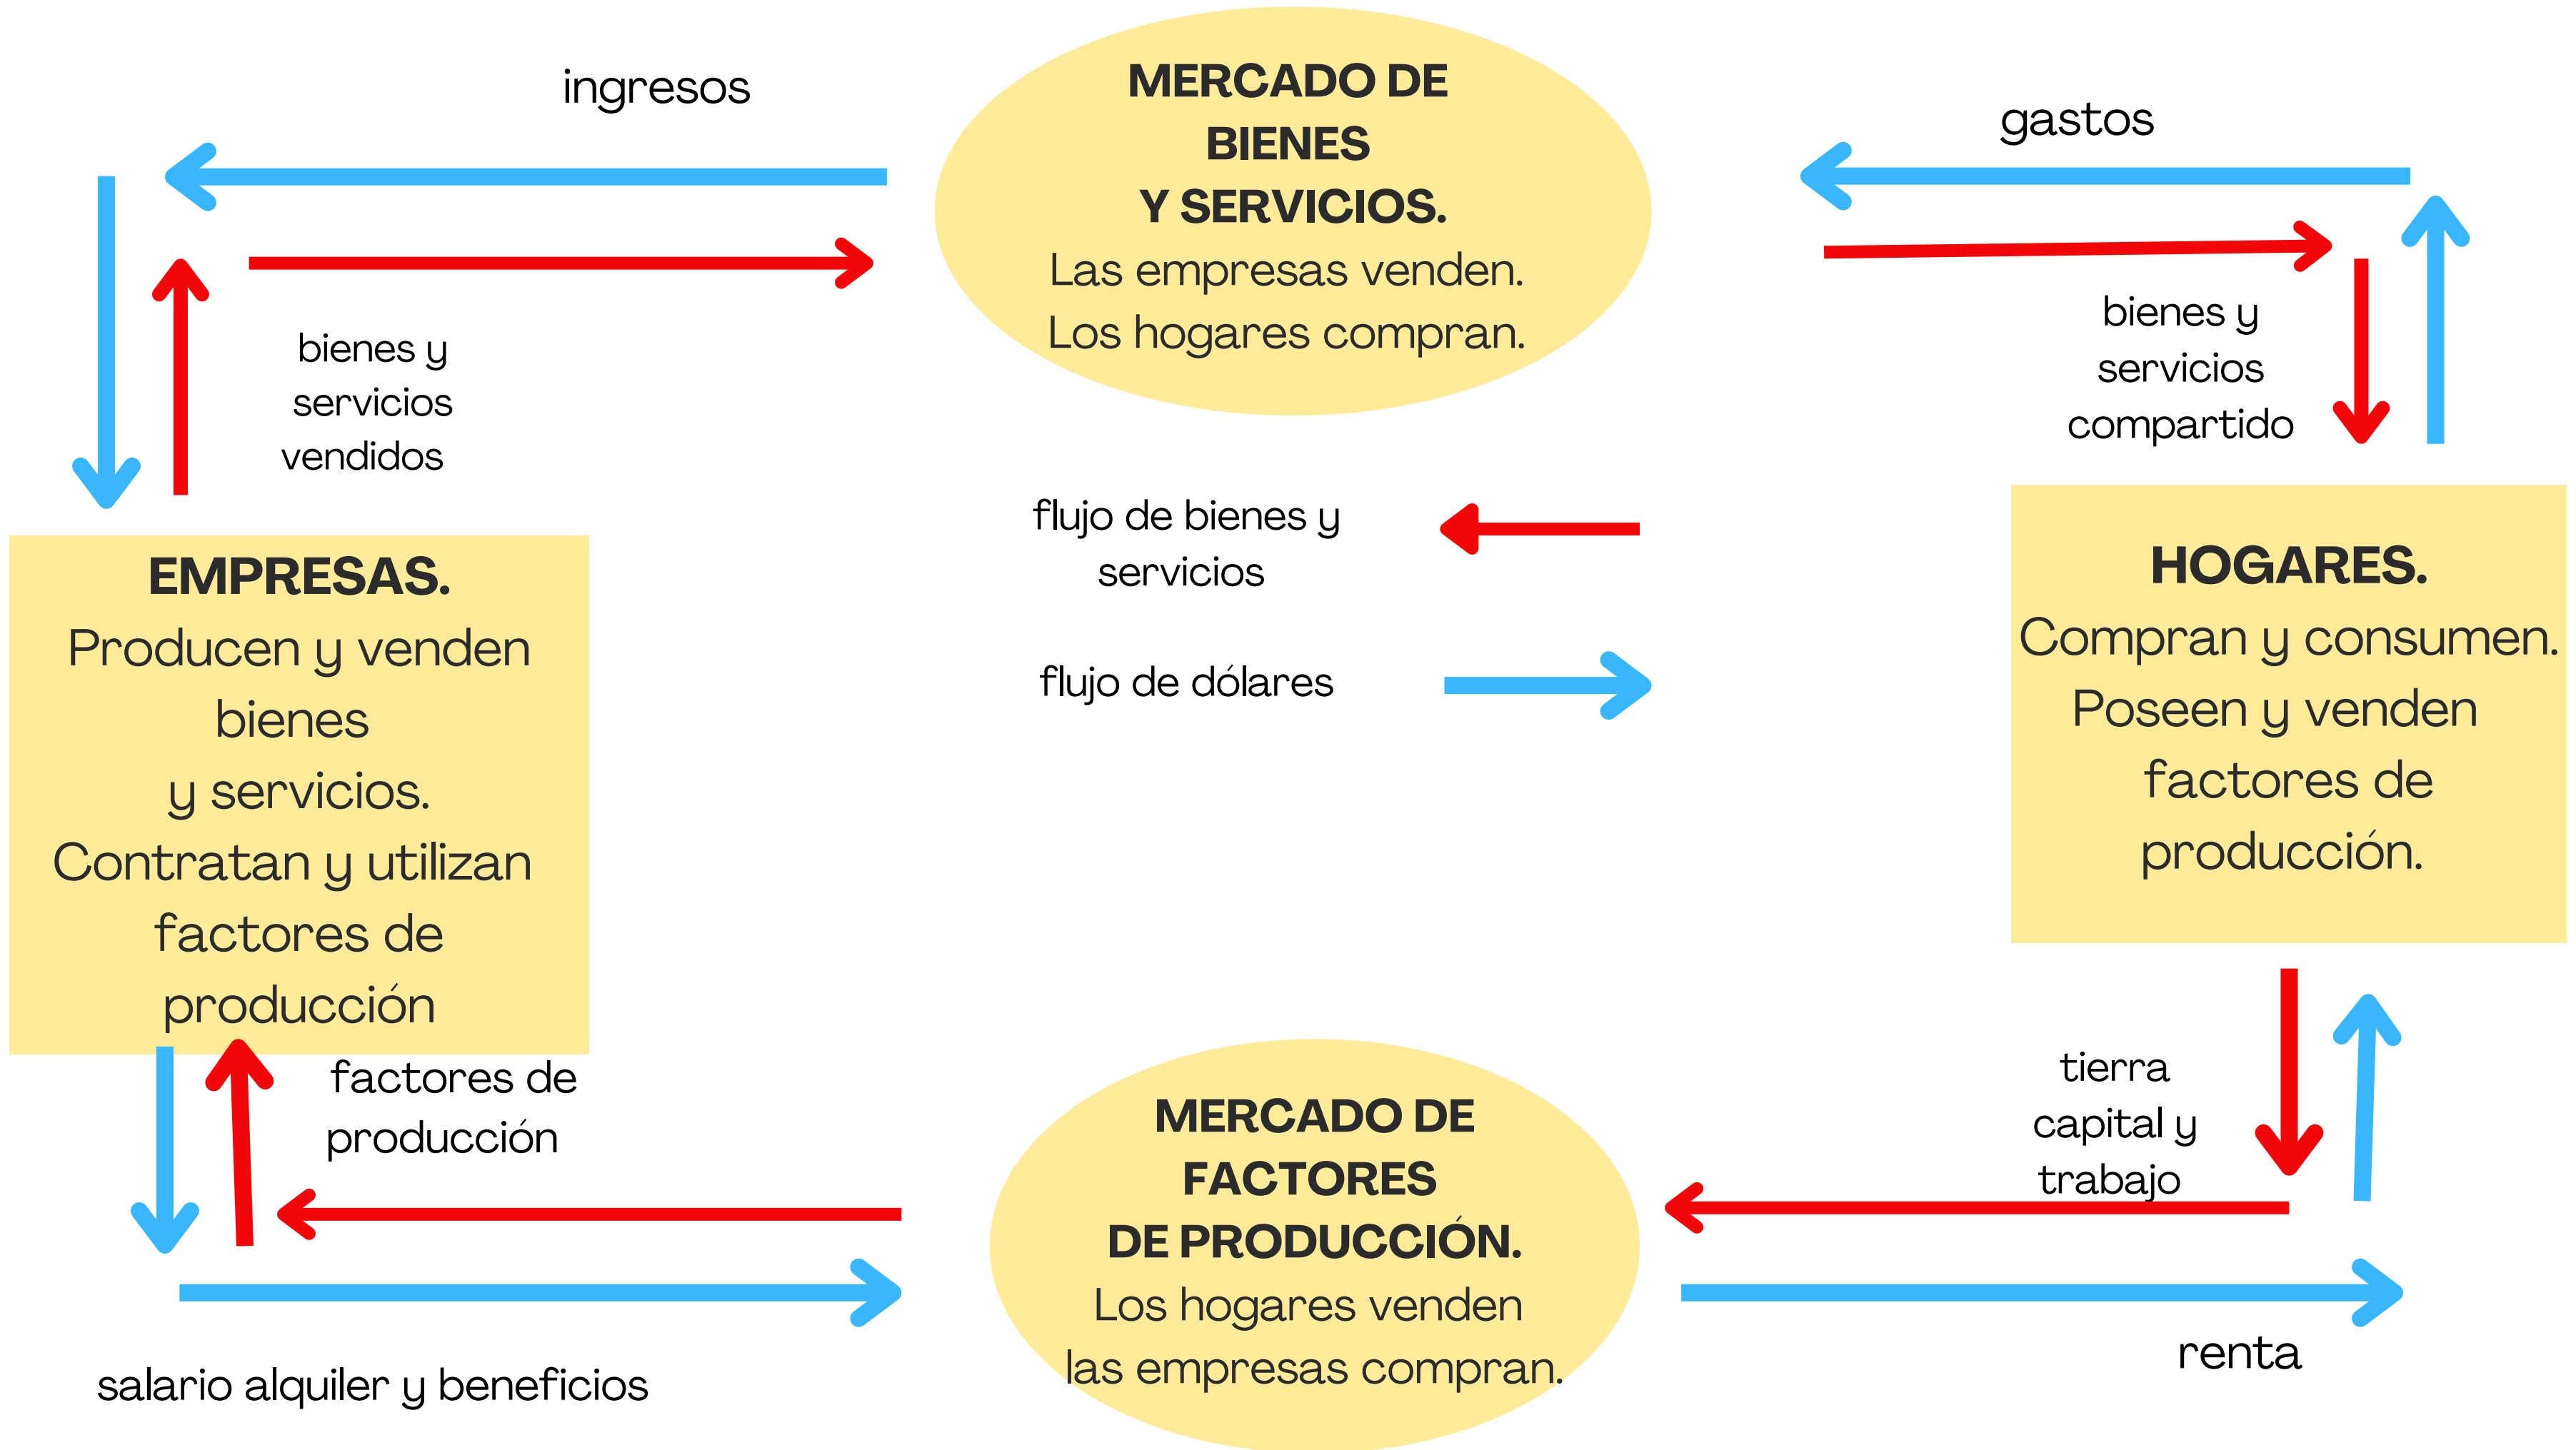 ingresos
MERCADO DE
BIENES
Y SERVICIOS.
Las empresas venden.
Los hogares compran.
gastos
bienes y
servicios
vendidos
bienes y
servicios
compartido
flujo de bienes y
servicios
flujo de dólares
EMPRESAS.
Producen y venden
bienes
y servicios.
Contratan y utilizan
factores de
producción
HOGARES.
Compran y consumen.
Poseen y venden
factores de
producción.
factores de
producción
MERCADO DE
FACTORES
DE PRODUCCIÓN.
Los hogares venden
las empresas compran.
tierra
capital y
trabajo
salario alquiler y beneficios
renta